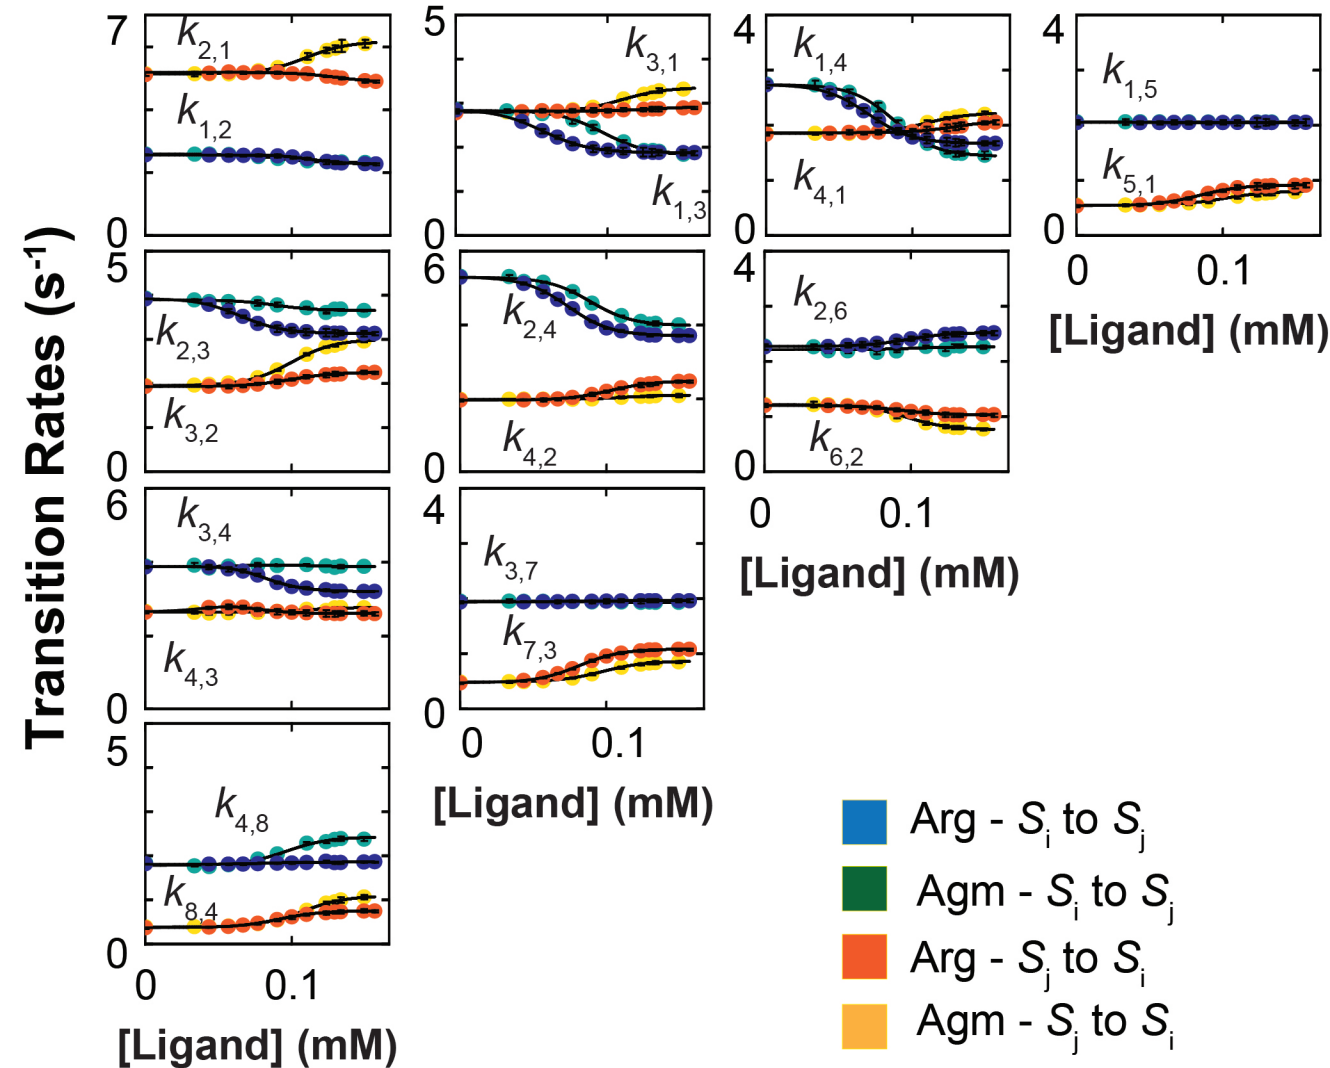 Transition Rates (s⁻¹)
7
k2,1
k1,2
0
5
k3,1
k1,3
0
4
k1,4
k4,1
0
4
k1,5
k5,1
0
0 0.1
[Ligand] (mM)
5
k2,3
k3,2
0
6
k2,4
k4,2
0
4
k2,6
k6,2
0
0 0.1
[Ligand] (mM)
6
k3,4
k4,3
0
4
k3,7
k7,3
0
0 0.1
[Ligand] (mM)
5
k4,8
k8,4
0
0 0.1
[Ligand] (mM)
Arg - Si to Sj
Agm - Si to Sj
Arg - Sj to Si
Agm - Sj to Si